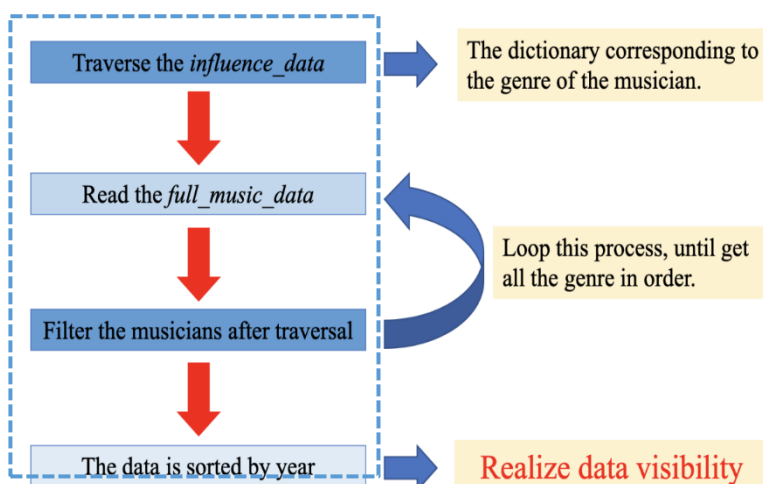 Traverse the influence_data
The dictionary corresponding to
the genre of the musician.
Read the full_music_data
Loop this process, until get
all the genre in order.
Filter the musicians after traversal
The data is sorted by year
Realize data visibility